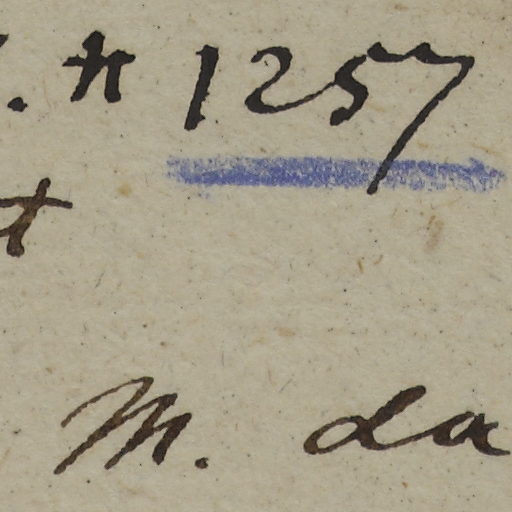 . n 1257
t
M. da